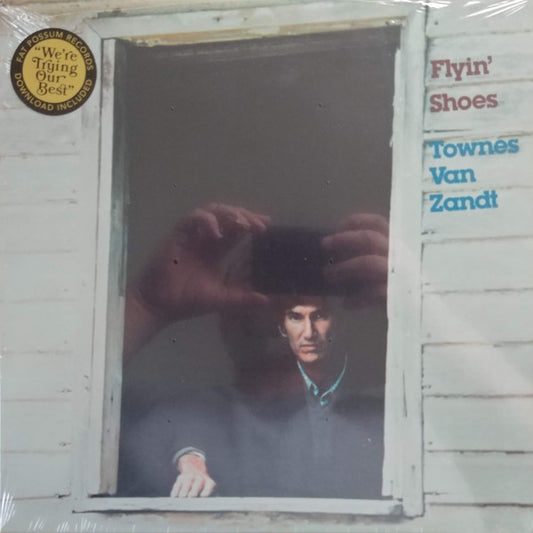 FAT POSSUM RECORDS
"We're
Trying
Our
Best"
DOWNLOAD INCLUDED
Flyin'
Shoes
Townes
Van
Zandt